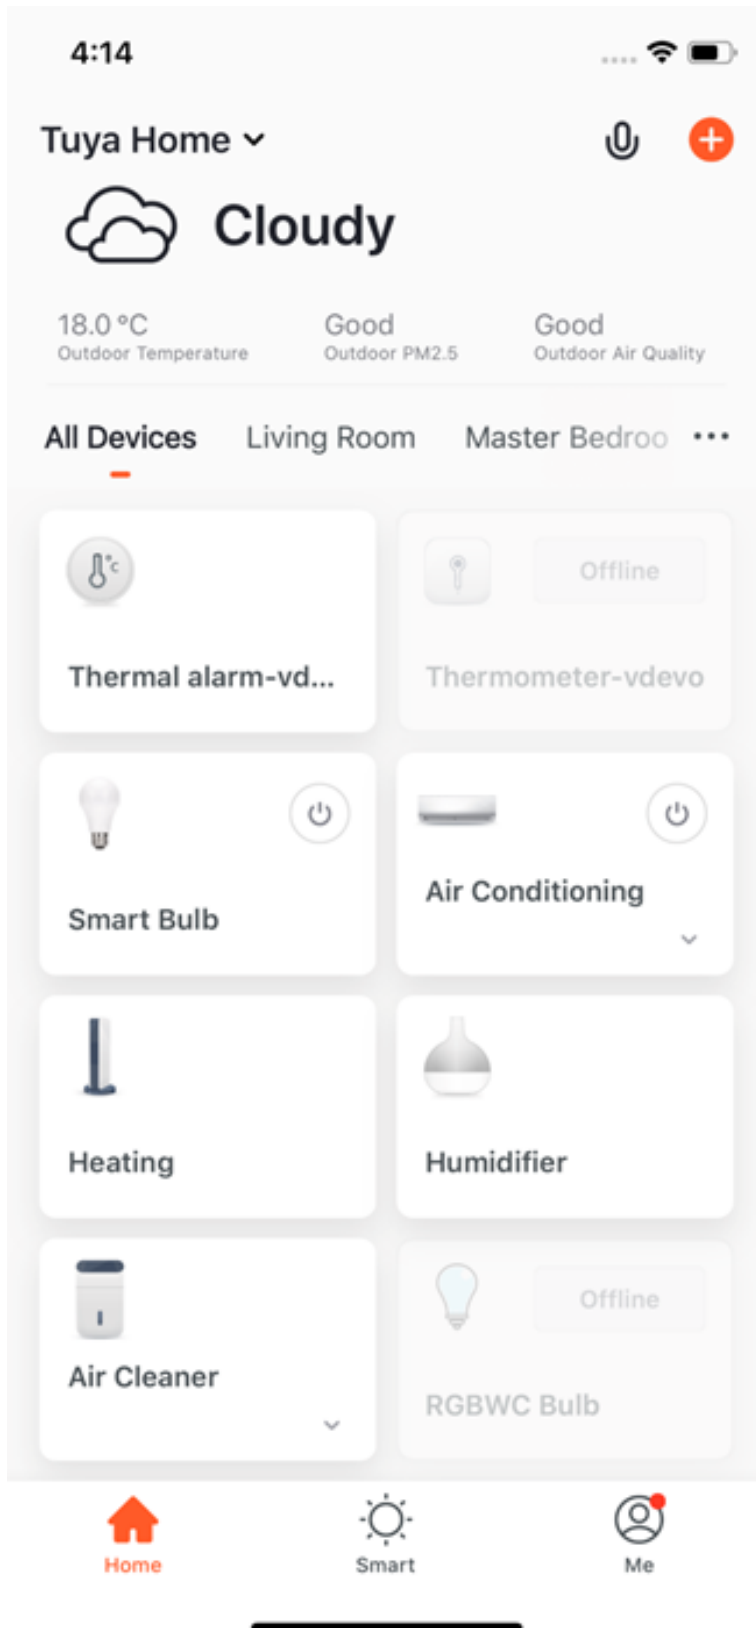 4:14
Tuya Home
Cloudy
18.0 °C
Outdoor Temperature
Good
Outdoor PM2.5
Good
Outdoor Air Quality
All Devices
Living Room
Master Bedroo
°c
Thermal alarm-vd...
Offline
Thermometer-vdevo
Smart Bulb
Air Conditioning
Heating
Humidifier
Air Cleaner
Offline
RGBWC Bulb
Home
Smart
Me